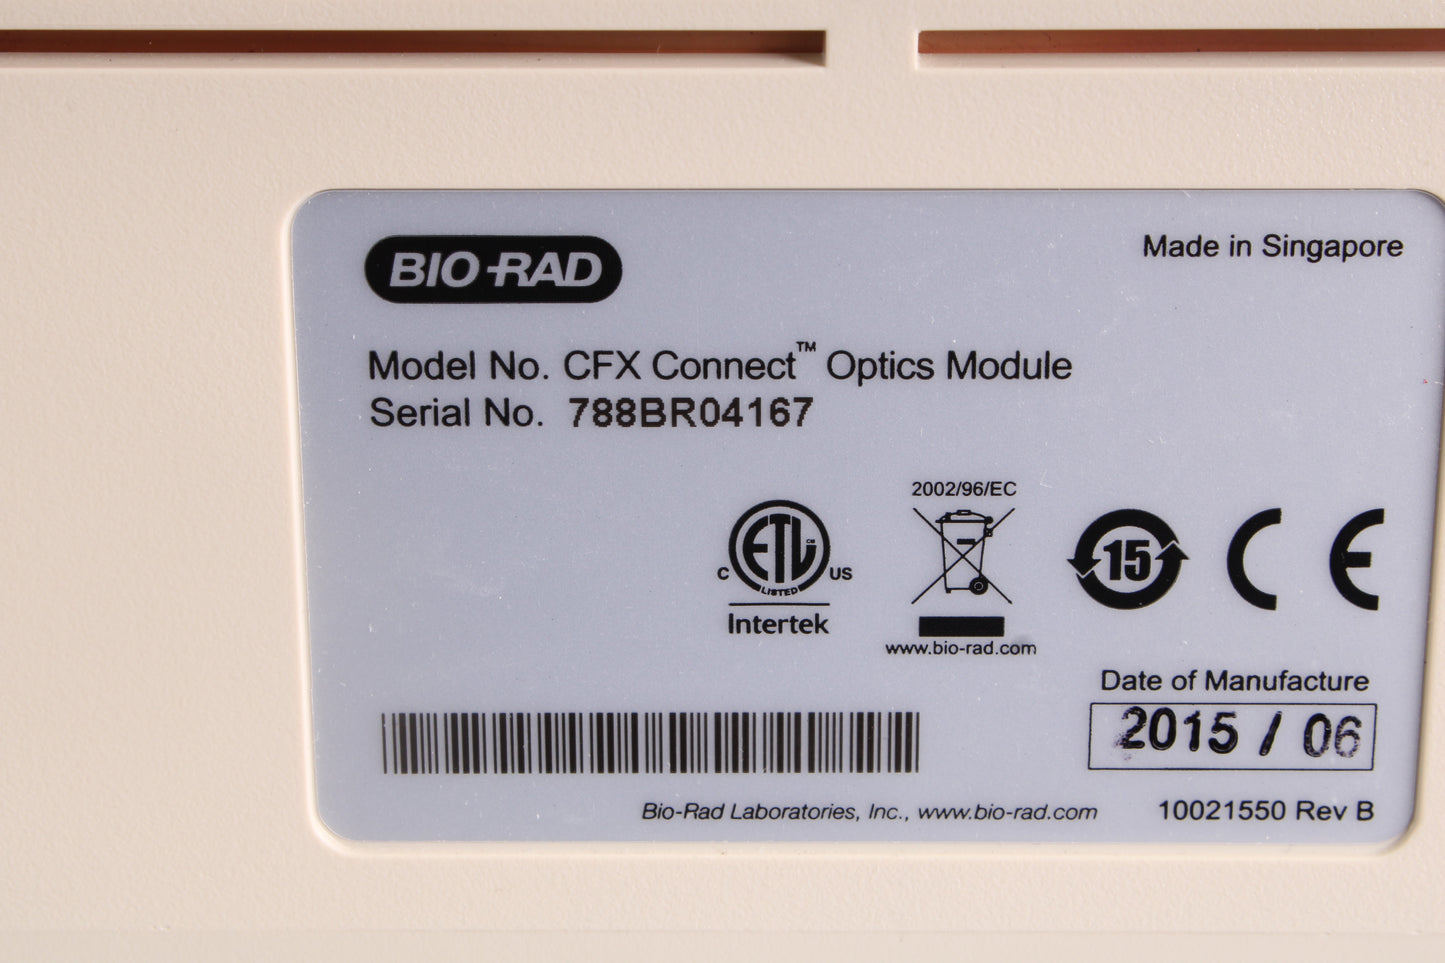 BIO-RAD
Made in Singapore
Model No. CFX Connect™ Optics Module
Serial No. 788BR04167
2002/96/EC
C ETL CM US
LISTED
Intertek
15
CE
www.bio-rad.com
Date of Manufacture
2015 / 06
Bio-Rad Laboratories, Inc., www.bio-rad.com
10021550 Rev B